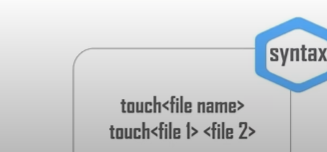 syntax
touch<file name>
touch<file 1> <file 2>